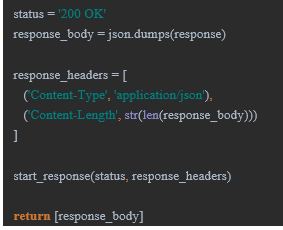 status = '200 OK'
response_body = json.dumps(response)
response_headers = [
('Content-Type', 'application/json'),
('Content-Length', str(len(response_body)))
]
start_response(status, response_headers)
return [response_body]